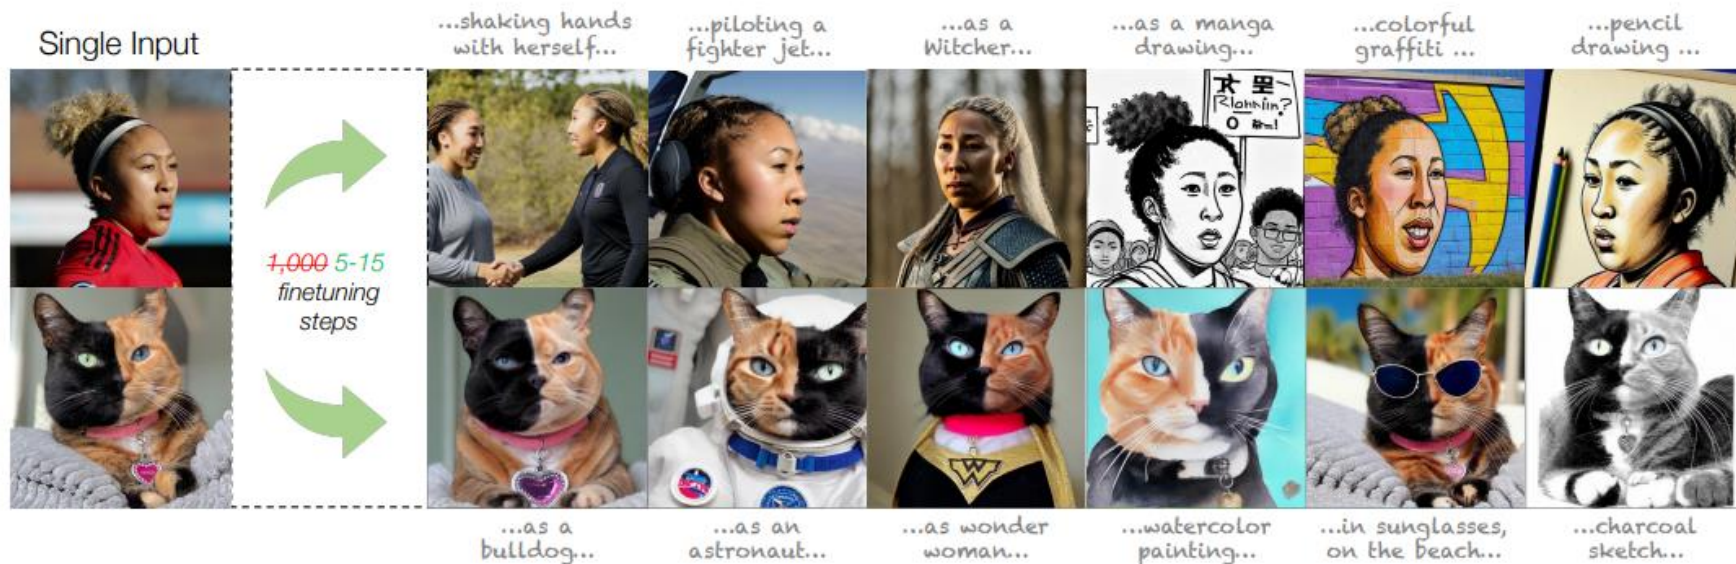 Single Input
...shaking hands
with herself...
...piloting a
fighter jet...
...as a
Witcher...
...as a manga
drawing...
...colorful
graffiti ...
...pencil
drawing ...
1,000 5-15
finetuning
steps
W
...as a
bulldog...
...as an
astronaut...
...as wonder
woman...
...watercolor
painting...
...in sunglasses,
on the beach...
...charcoal
sketch...